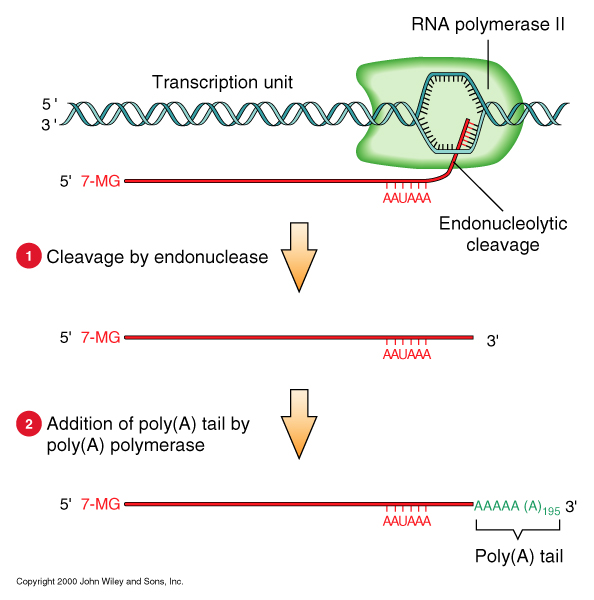 RNA polymerase II
Transcription unit
5'
3'
5' 7-MG
AAUAAA
Endonucleolytic
cleavage
1 Cleavage by endonuclease
5' 7-MG 3'
AAUAAA
2 Addition of poly(A) tail by
poly(A) polymerase
5' 7-MG AAAAA (A)195 3'
AAUAAA
Poly(A) tail
Copyright 2000 John Wiley and Sons, Inc.